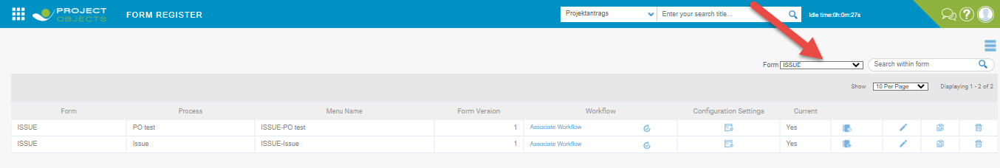 PROJECT
OBJECTS
FORM REGISTER
Projektantrags
Enter your search title...
Idle time:0h:0m:27s
?
Form ISSUE
Search within form
Show 10 Per Page Displaying 1 - 2 of 2
Form Process Menu Name Form Version Workflow Configuration Settings Current
ISSUE PO test ISSUE-PO test 1 Associate Workflow Yes
ISSUE Issue ISSUE-Issue 1 Associate Workflow Yes